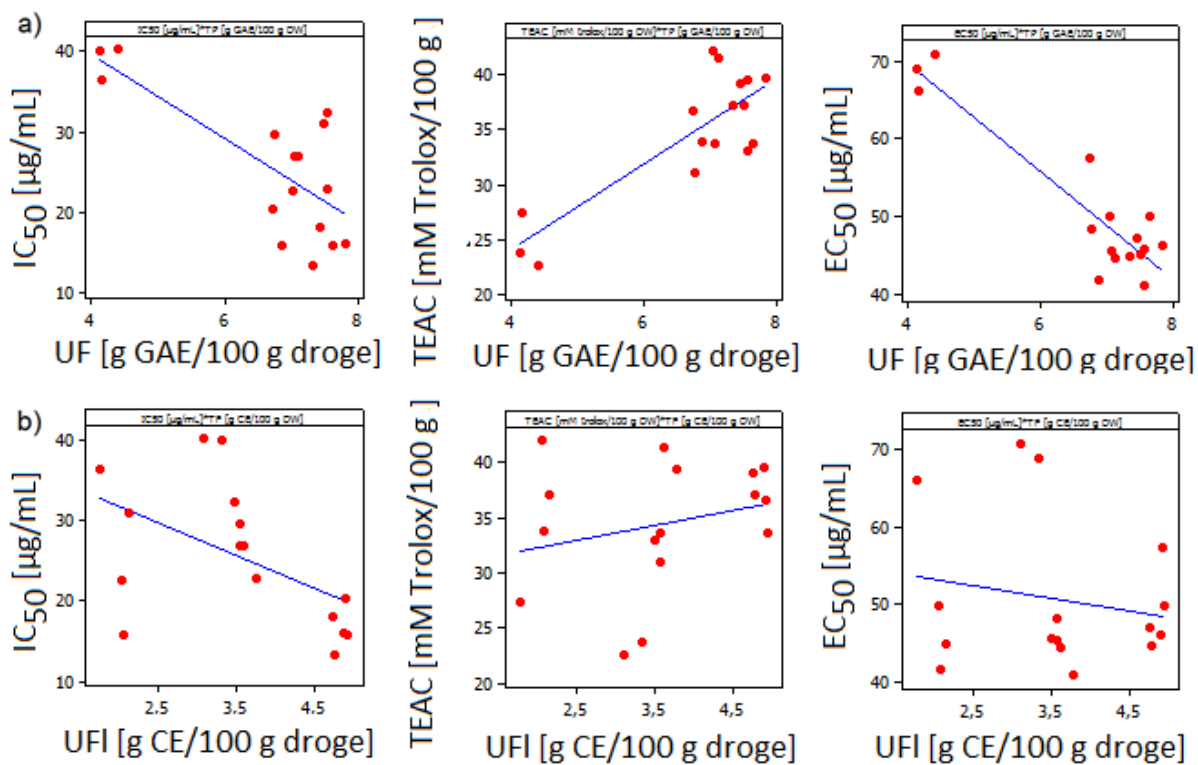 a)
IC50 [µg/mL]*TP [g GAE/100 g DW]
TEAC [mM trolox/100 g DW]*TP [g GAE/100 g DW]
EC50 [µg/mL]*TP [g GAE/100 g DW]
IC50 [µg/mL]
40
30
20
10
4
6
8
UF [g GAE/100 g droge]
TEAC [mM Trolox/100 g ]
40
35
30
25
20
4
6
8
UF [g GAE/100 g droge]
EC50 [µg/mL]
70
60
50
40
4
6
8
UF [g GAE/100 g droge]
b)
IC50 [µg/mL]*TP [g CE/100 g DW]
TEAC [mM trolox/100 g DW]*TP [g CE/100 g DW]
EC50 [µg/mL]*TP [g CE/100 g DW]
IC50 [µg/mL]
40
30
20
10
2,5
3,5
4,5
UFl [g CE/100 g droge]
TEAC [mM Trolox/100 g ]
40
35
30
25
20
2,5
3,5
4,5
UFl [g CE/100 g droge]
EC50 [µg/mL]
70
60
50
40
2,5
3,5
4,5
UFl [g CE/100 g droge]